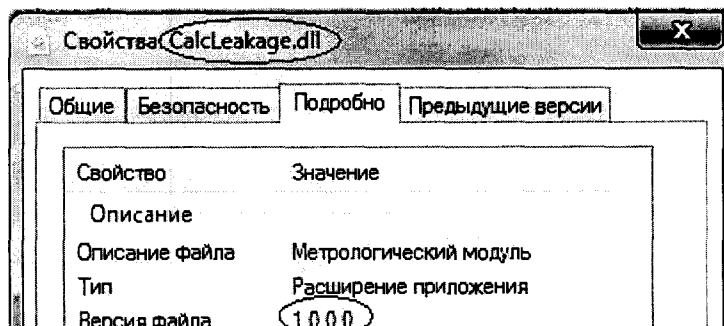 Свойства: CalcLeakage.dll
Общие Безопасность Подробно Предыдущие версии
Свойство Значение
Описание
Описание файла Метрологический модуль
Тип Расширение приложения
Версия файла 1.0.0.0